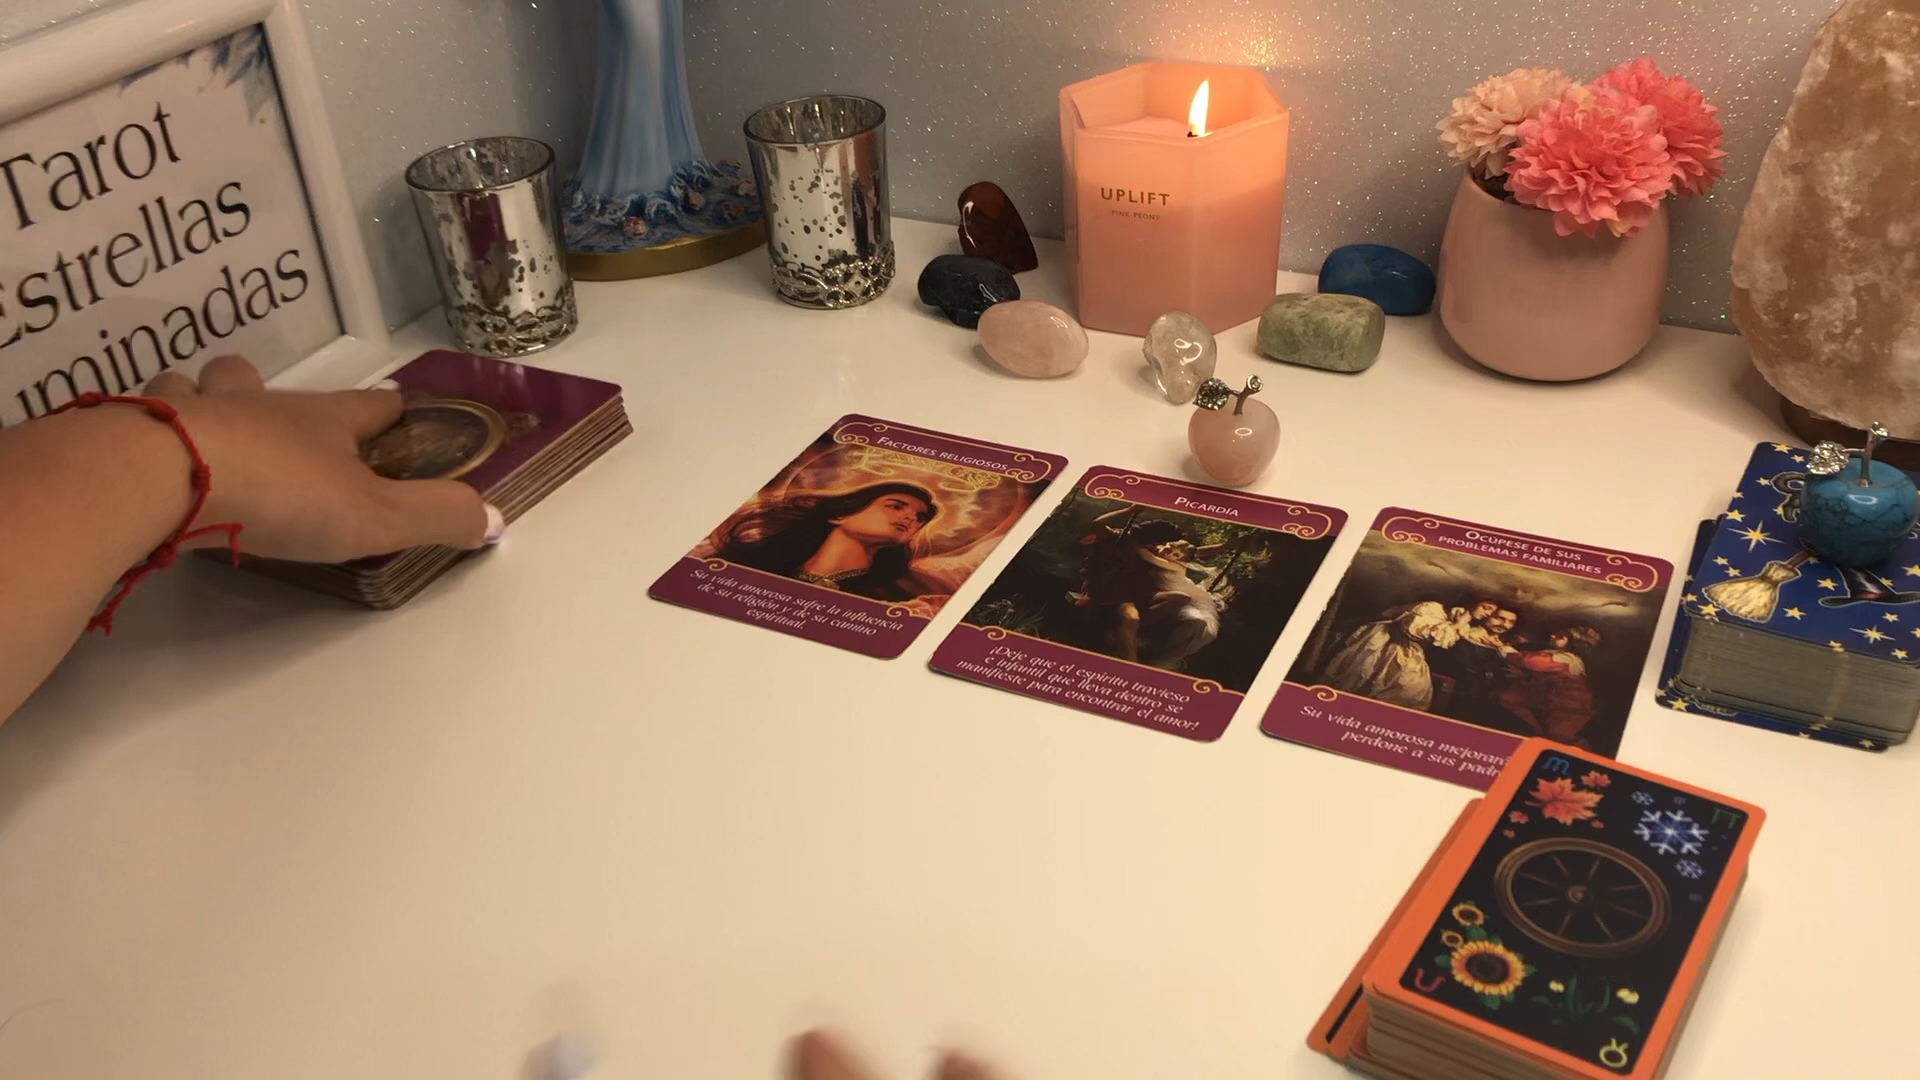 Tarot
Estrellas
uminadas
UPLIFT
PINK PEONY
FACTORES RELIGIOSOS
Su vida amorosa sufre la influencia
de su religión y de su camino
espiritual.
PICARDÍA
¡Deje que el espíritu travieso
e infantil que lleva dentro se
manifieste para encontrar el amor!
OCÚPESE DE SUS
PROBLEMAS FAMILIARES
Su vida amorosa mejorará
perdone a sus padr